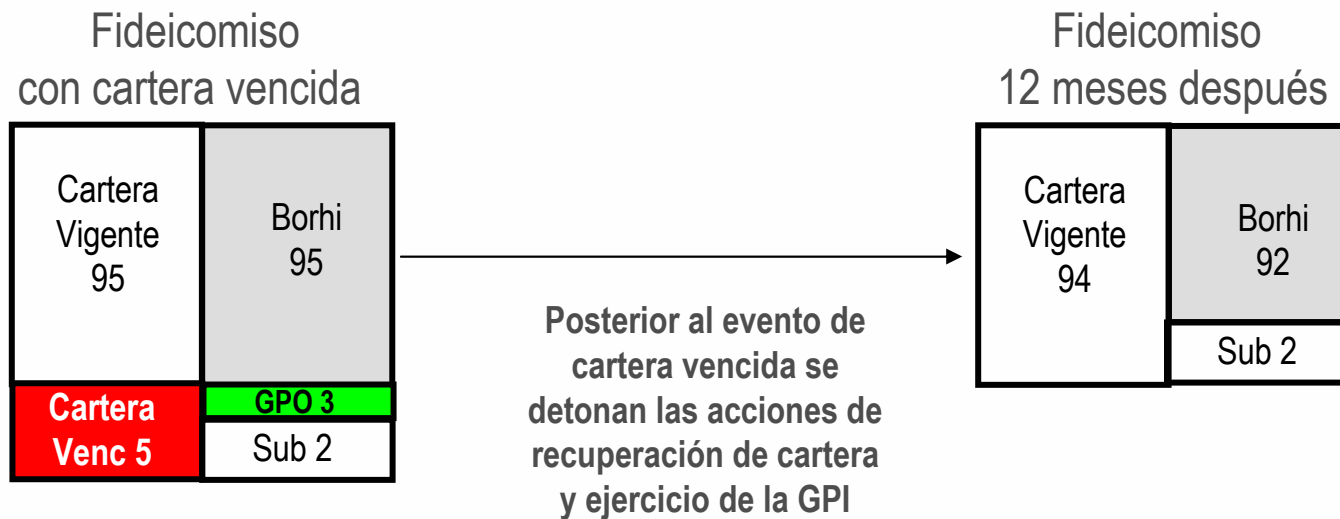 Fideicomiso
con cartera vencida
Cartera
Vigente
95
Borhi
95
Cartera
Venc 5
GPO 3
Sub 2
Posterior al evento de
cartera vencida se
detonan las acciones de
recuperación de cartera
y ejercicio de la GPI
Fideicomiso
12 meses después
Cartera
Vigente
94
Borhi
92
Sub 2